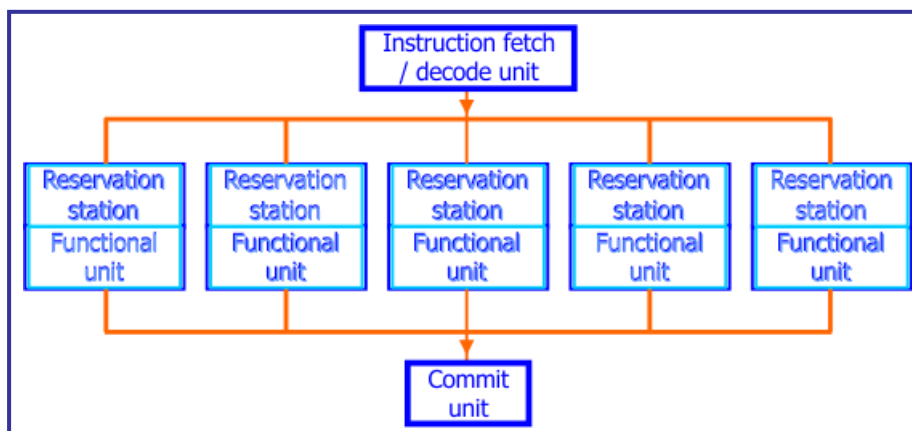 Instruction fetch
/ decode unit
Reservation
station
Functional
unit
Reservation
station
Functional
unit
Reservation
station
Functional
unit
Reservation
station
Functional
unit
Reservation
station
Functional
unit
Commit
unit